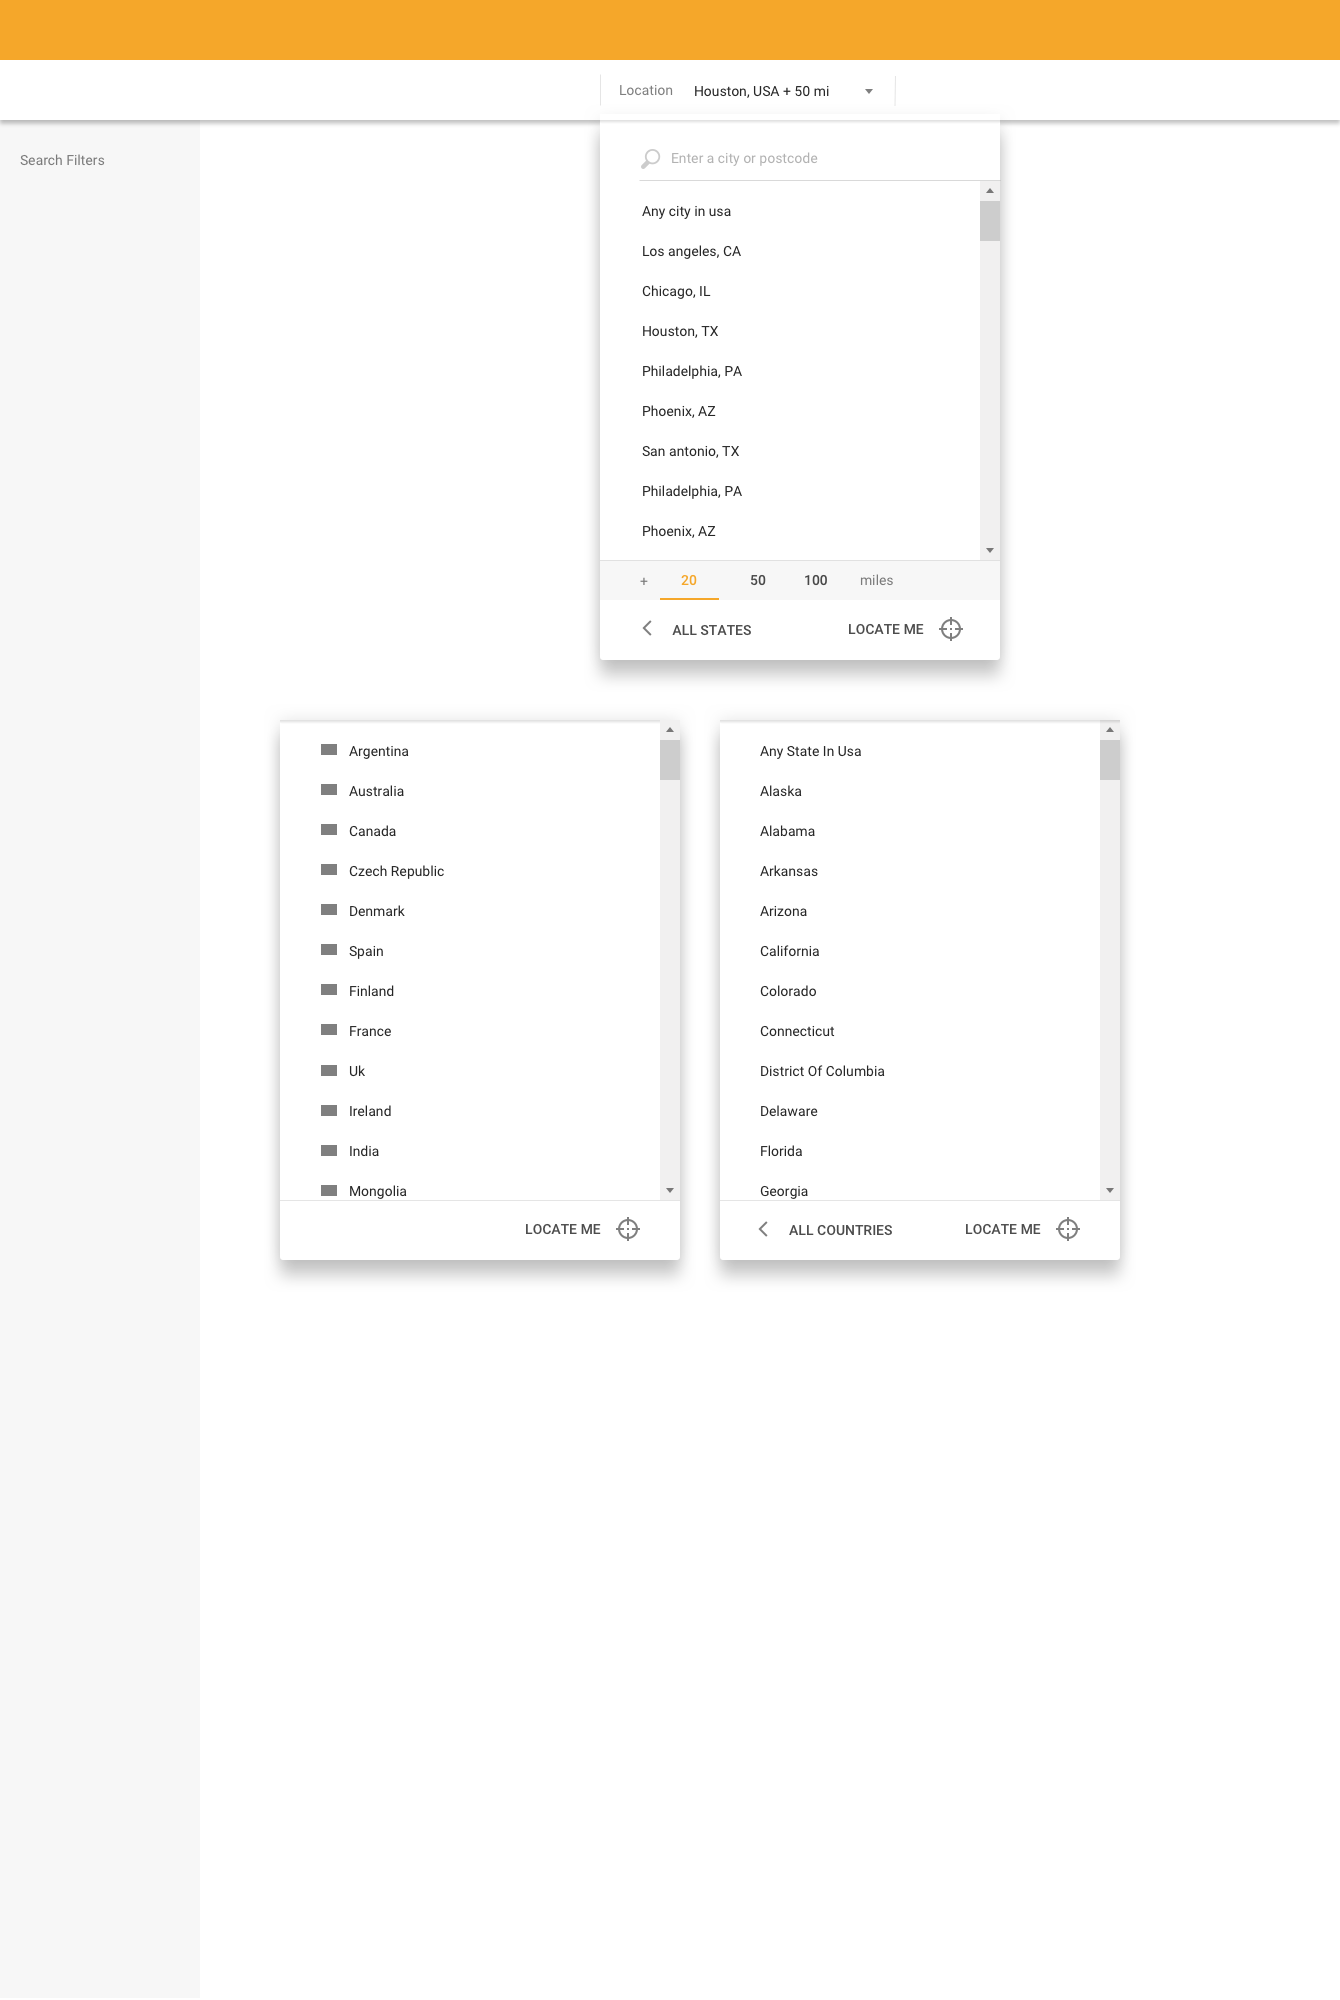 Location Houston, USA + 50 mi
Search Filters
Enter a city or postcode
Any city in usa
Los angeles, CA
Chicago, IL
Houston, TX
Philadelphia, PA
Phoenix, AZ
San antonio, TX
Philadelphia, PA
Phoenix, AZ
+ 20 50 100 miles
ALL STATES LOCATE ME
Argentina
Australia
Canada
Czech Republic
Denmark
Spain
Finland
France
Uk
Ireland
India
Mongolia
LOCATE ME
Any State In Usa
Alaska
Alabama
Arkansas
Arizona
California
Colorado
Connecticut
District Of Columbia
Delaware
Florida
Georgia
ALL COUNTRIES LOCATE ME